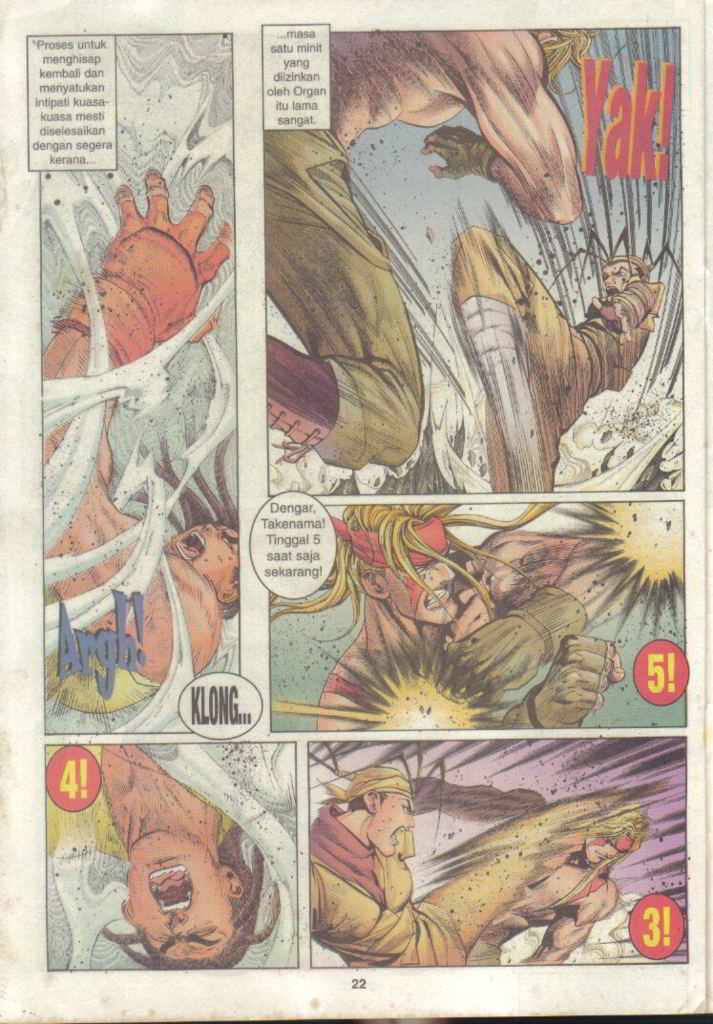 "Proses untuk
menghisap
kembali dan
menyatukan
intipati kuasa-
kuasa mesti
diselesaikan
dengan segera
kerana...
...masa
satu minit
yang
diizinkan
oleh Organ
itu lama
sangat.
Yak!
Argh!
KLONG...
Dengar,
Takenama!
Tinggal 5
saat saja
sekarang!
5!
4!
3!
22